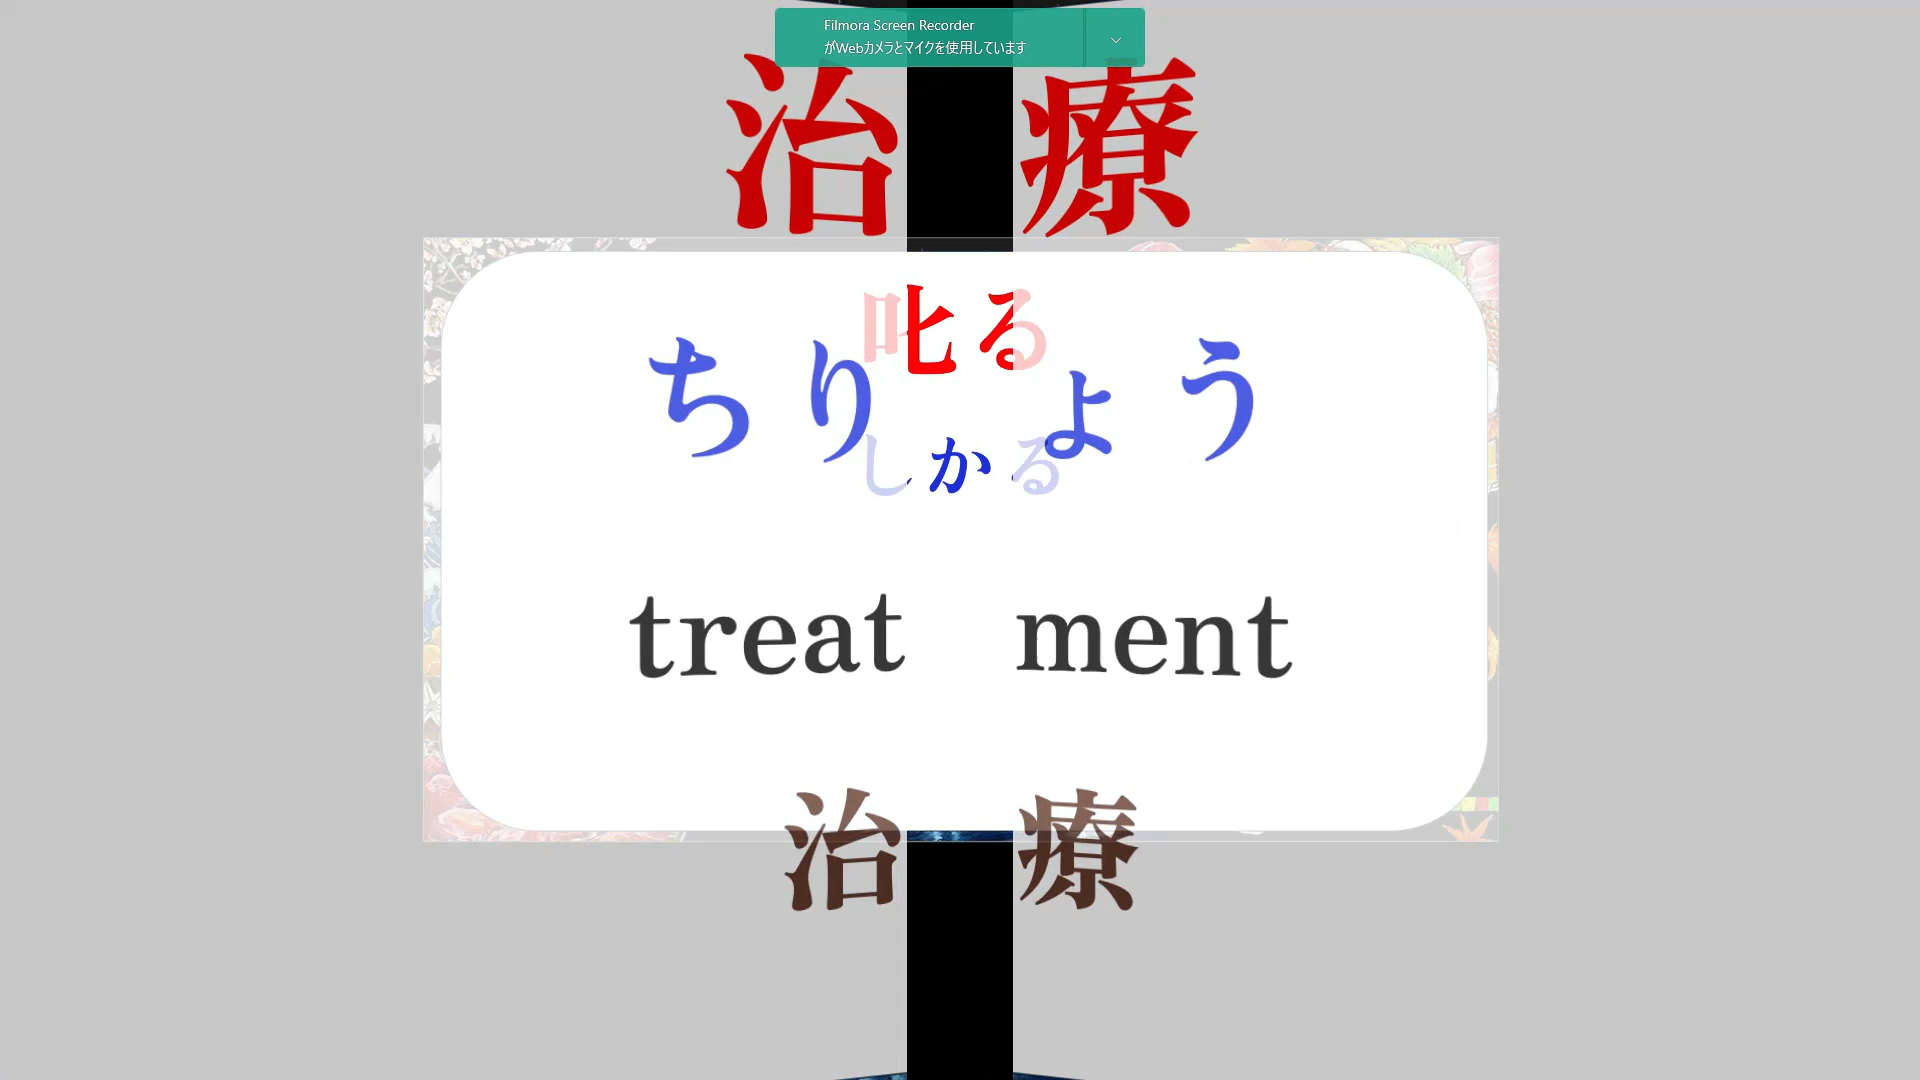 Filmora Screen Recorder
がWebカメラとマイクを使用しています
治療
叱る
ちりょう
しかる
treat ment
治療